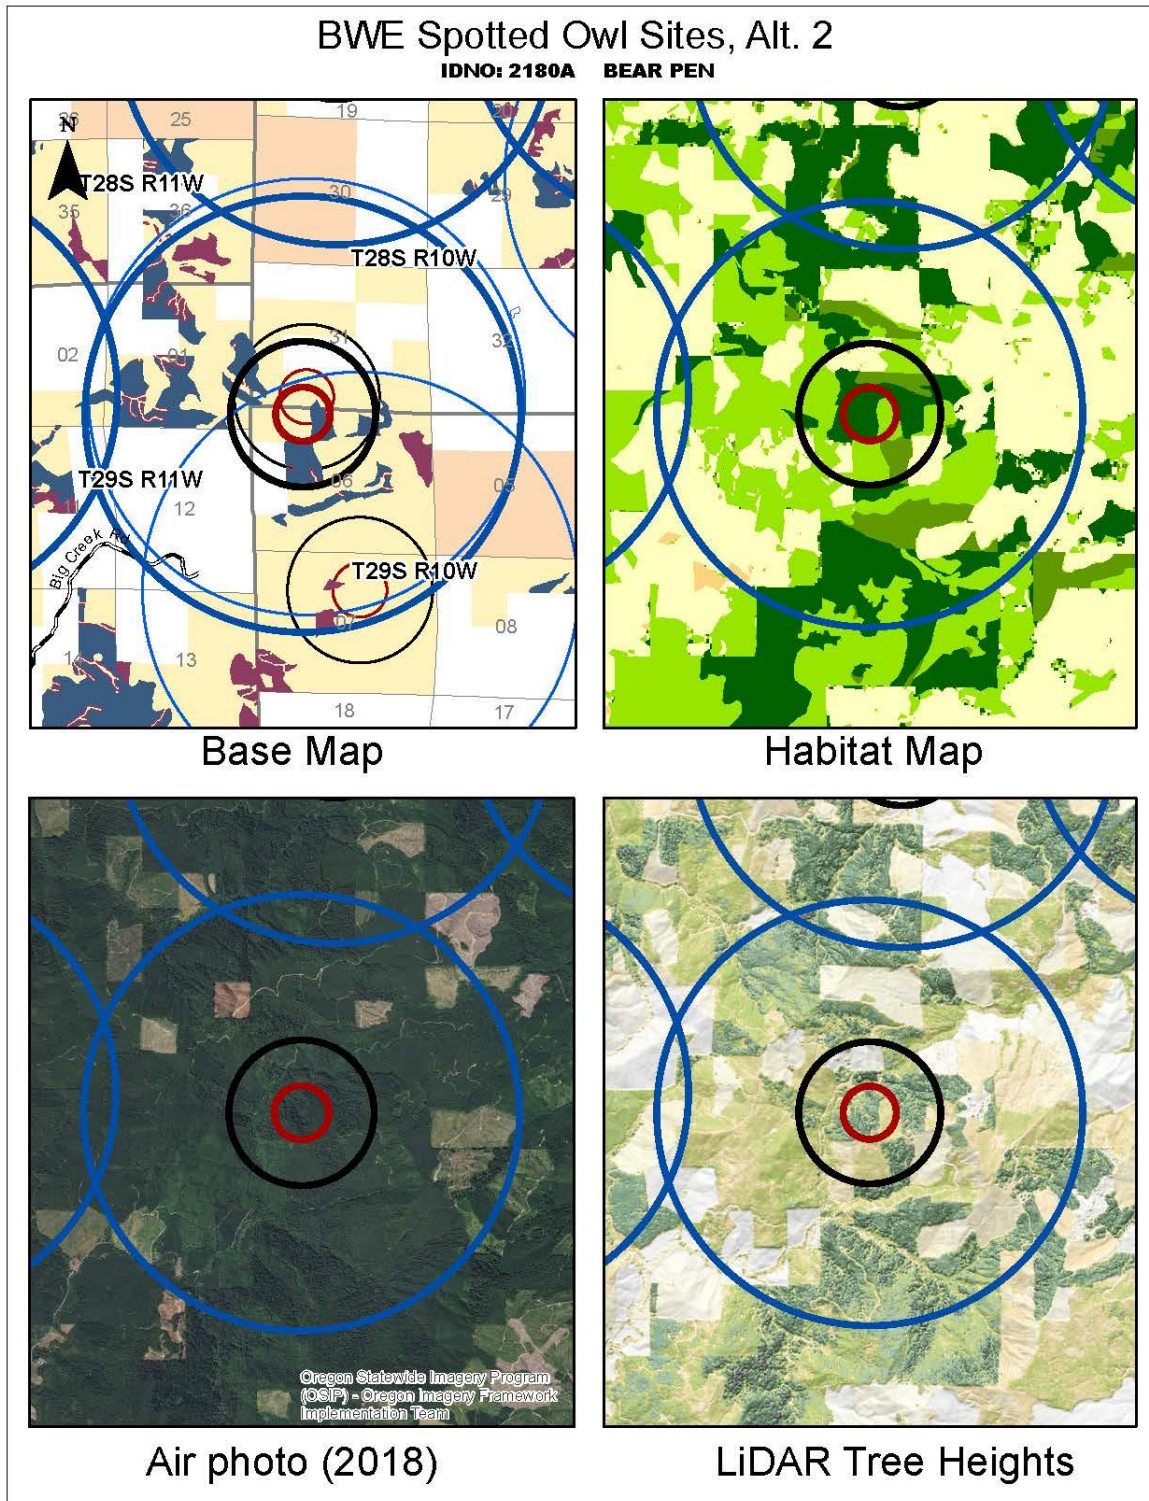 BWE Spotted Owl Sites, Alt. 2
IDNO: 2180A BEAR PEN
25
19
20
N
T28S R11W
35
36
30
29
T28S R10W
02
01
31
32
T29S R11W
12
06
05
Big Creek Rd
T29S R10W
07
08
14
13
18
17
Base Map
Habitat Map
Oregon Statewide Imagery Program
(OSIP) - Oregon Imagery Framework
Implementation Team
Air photo (2018)
LiDAR Tree Heights